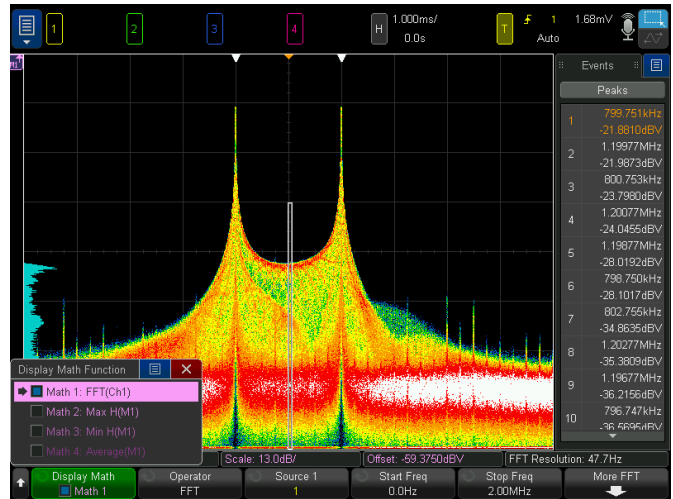 1
2
3
4
H
1.000ms/
0.0s
T
1
1.68mV
Auto
M1
Events
Peaks
1
799.751kHz
-21.8810dBV
2
1.19977MHz
-21.9873dBV
3
800.753kHz
-23.7980dBV
4
1.20077MHz
-24.0455dBV
5
1.19877MHz
-28.0192dBV
6
798.750kHz
-28.1017dBV
7
802.755kHz
-34.8635dBV
8
1.20277MHz
-35.3809dBV
9
1.19677MHz
-36.2156dBV
10
796.747kHz
-36.5695dBV
Display Math Function
Math 1: FFT(Ch1)
Math 2: Max H(M1)
Math 3: Min H(M1)
Math 4: Average(M1)
Scale: 13.0dB/
Offset: -59.3750dBV
FFT Resolution: 47.7Hz
Display Math
Math 1
Operator
FFT
Source 1
1
Start Freq
0.0Hz
Stop Freq
2.00MHz
More FFT